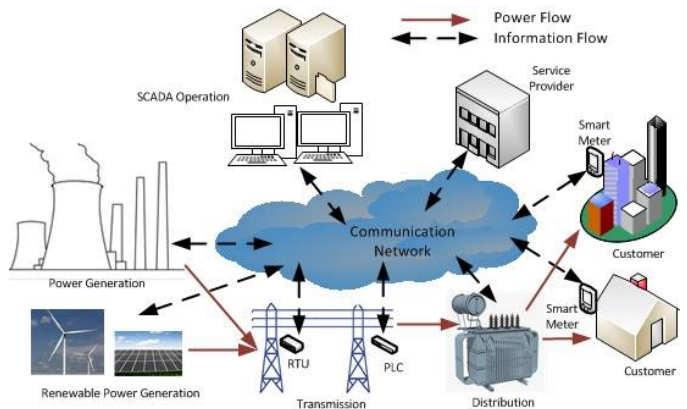 Power Flow
Information Flow
SCADA Operation
Service
Provider
Smart
Meter
Communication
Network
Customer
Power Generation
Smart
Meter
RTU
PLC
Customer
Renewable Power Generation
Transmission
Distribution